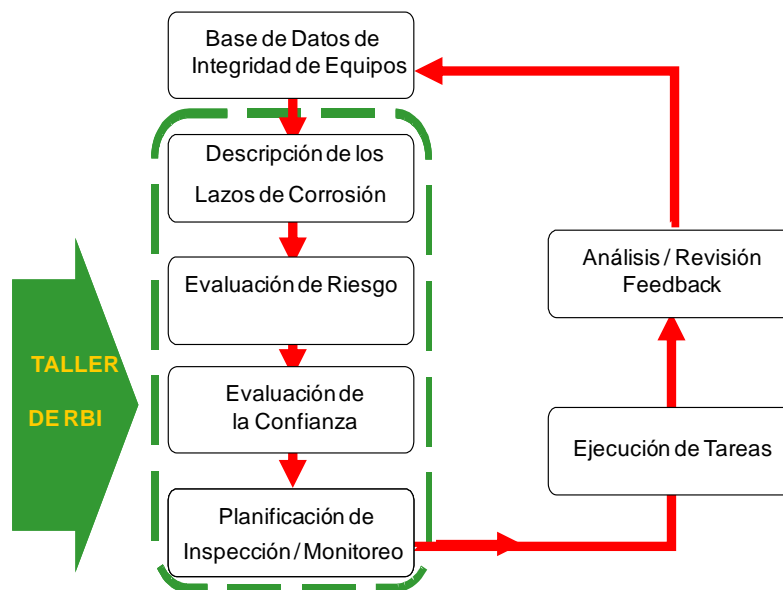 Base de Datos de
Integridad de Equipos
Descripción de los
Lazos de Corrosión
Evaluación de Riesgo
Evaluación de
la Confianza
Planificación de
Inspección / Monitoreo
TALLER
DE RBI
Análisis / Revisión
Feedback
Ejecución de Tareas